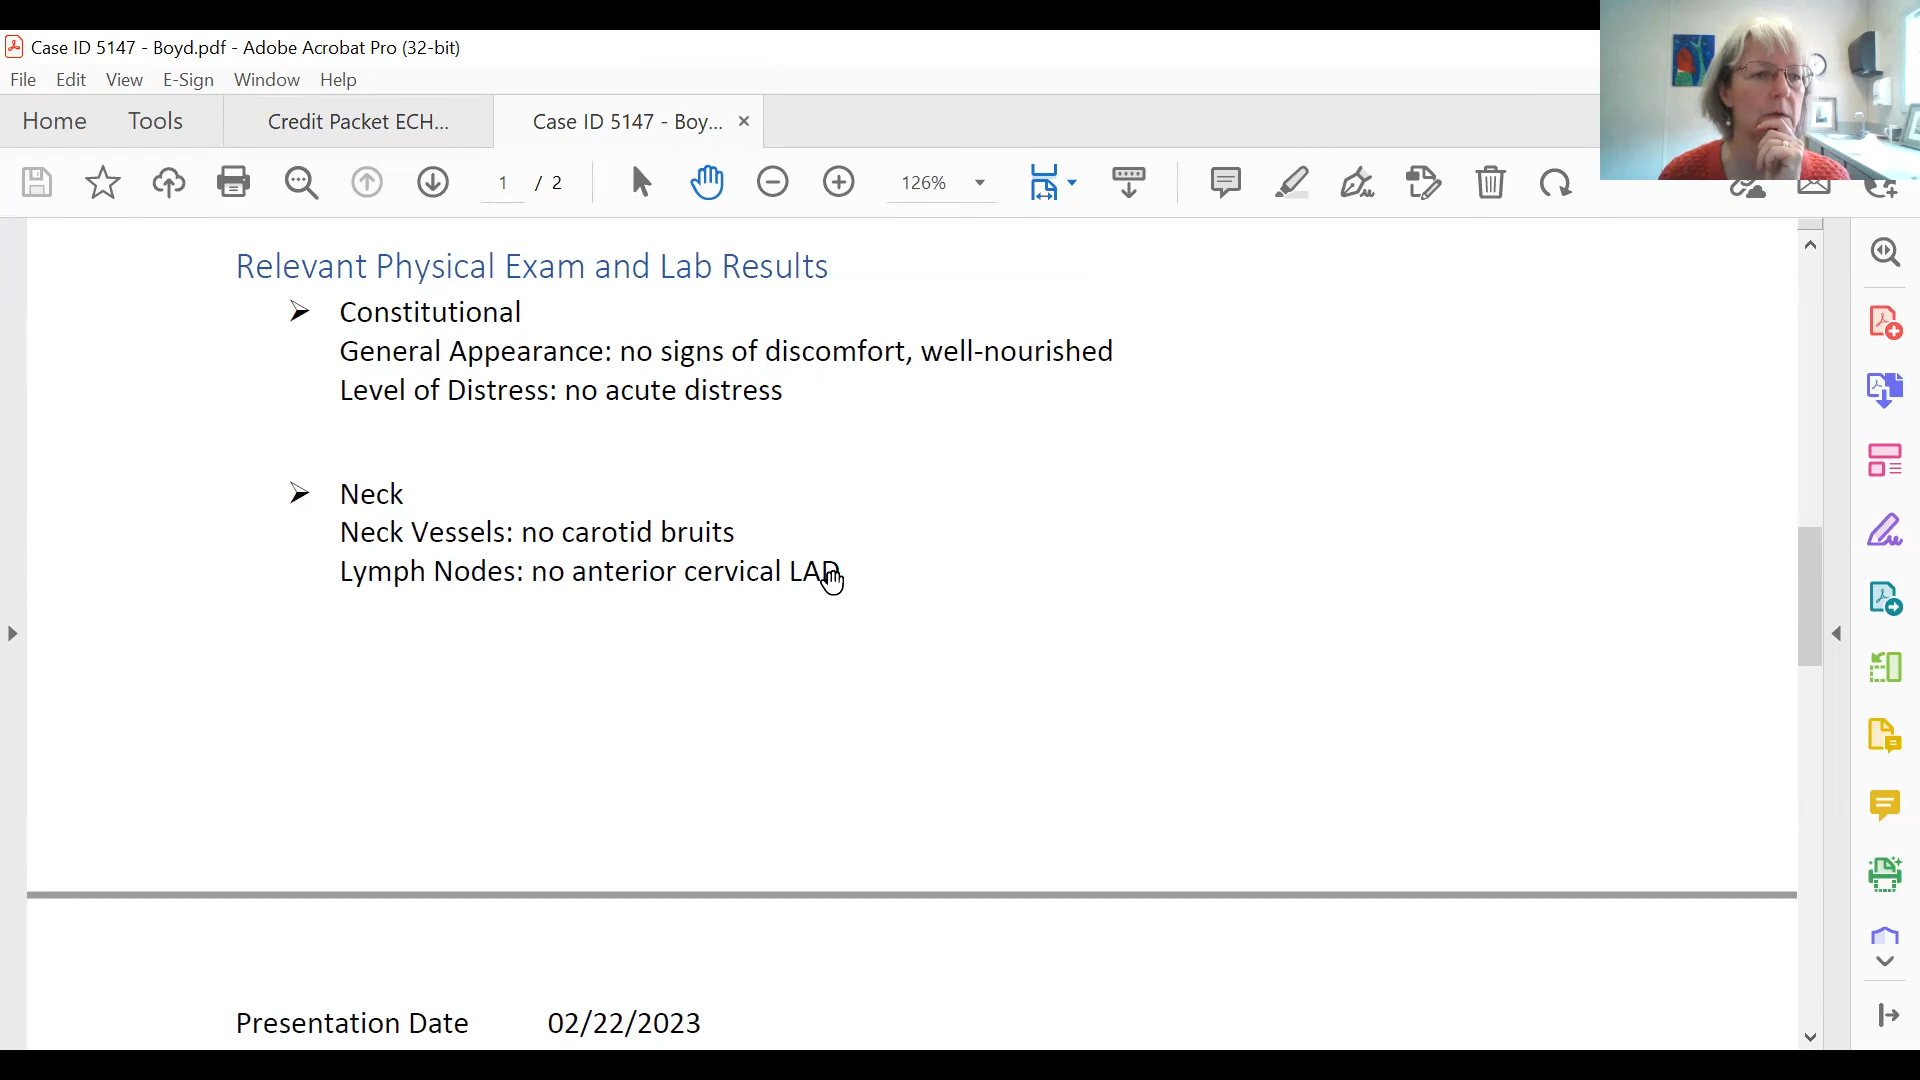 Case ID 5147 - Boyd.pdf - Adobe Acrobat Pro (32-bit)
File Edit View E-Sign Window Help
Home Tools Credit Packet ECH... Case ID 5147 - Boy... ×
1 / 2 126%
Relevant Physical Exam and Lab Results
➢ Constitutional
General Appearance: no signs of discomfort, well-nourished
Level of Distress: no acute distress
➢ Neck
Neck Vessels: no carotid bruits
Lymph Nodes: no anterior cervical LAD
Presentation Date 02/22/2023